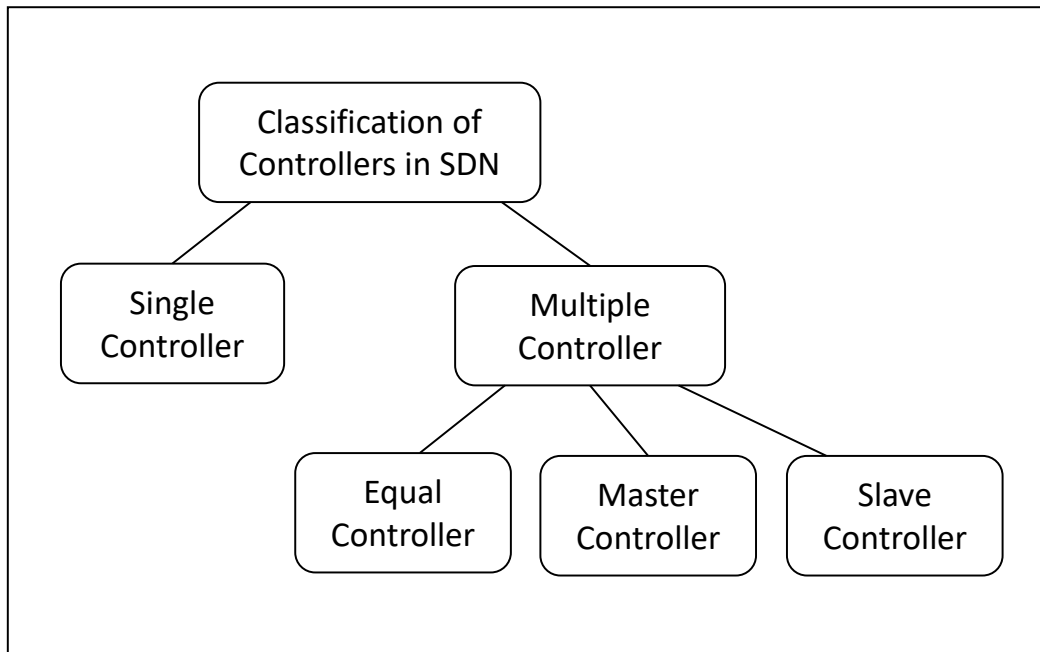 Classification of
Controllers in SDN
Single
Controller
Multiple
Controller
Equal
Controller
Master
Controller
Slave
Controller